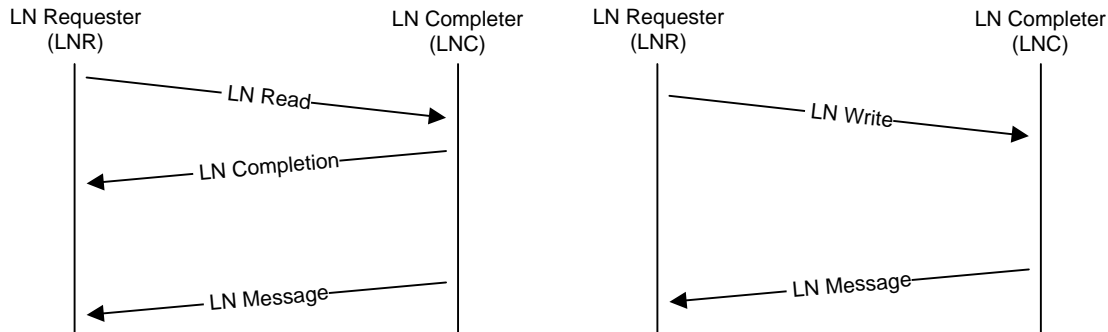 LN Requester
(LNR)
LN Completer
(LNC)
LN Read
LN Completion
LN Message
LN Requester
(LNR)
LN Completer
(LNC)
LN Write
LN Message